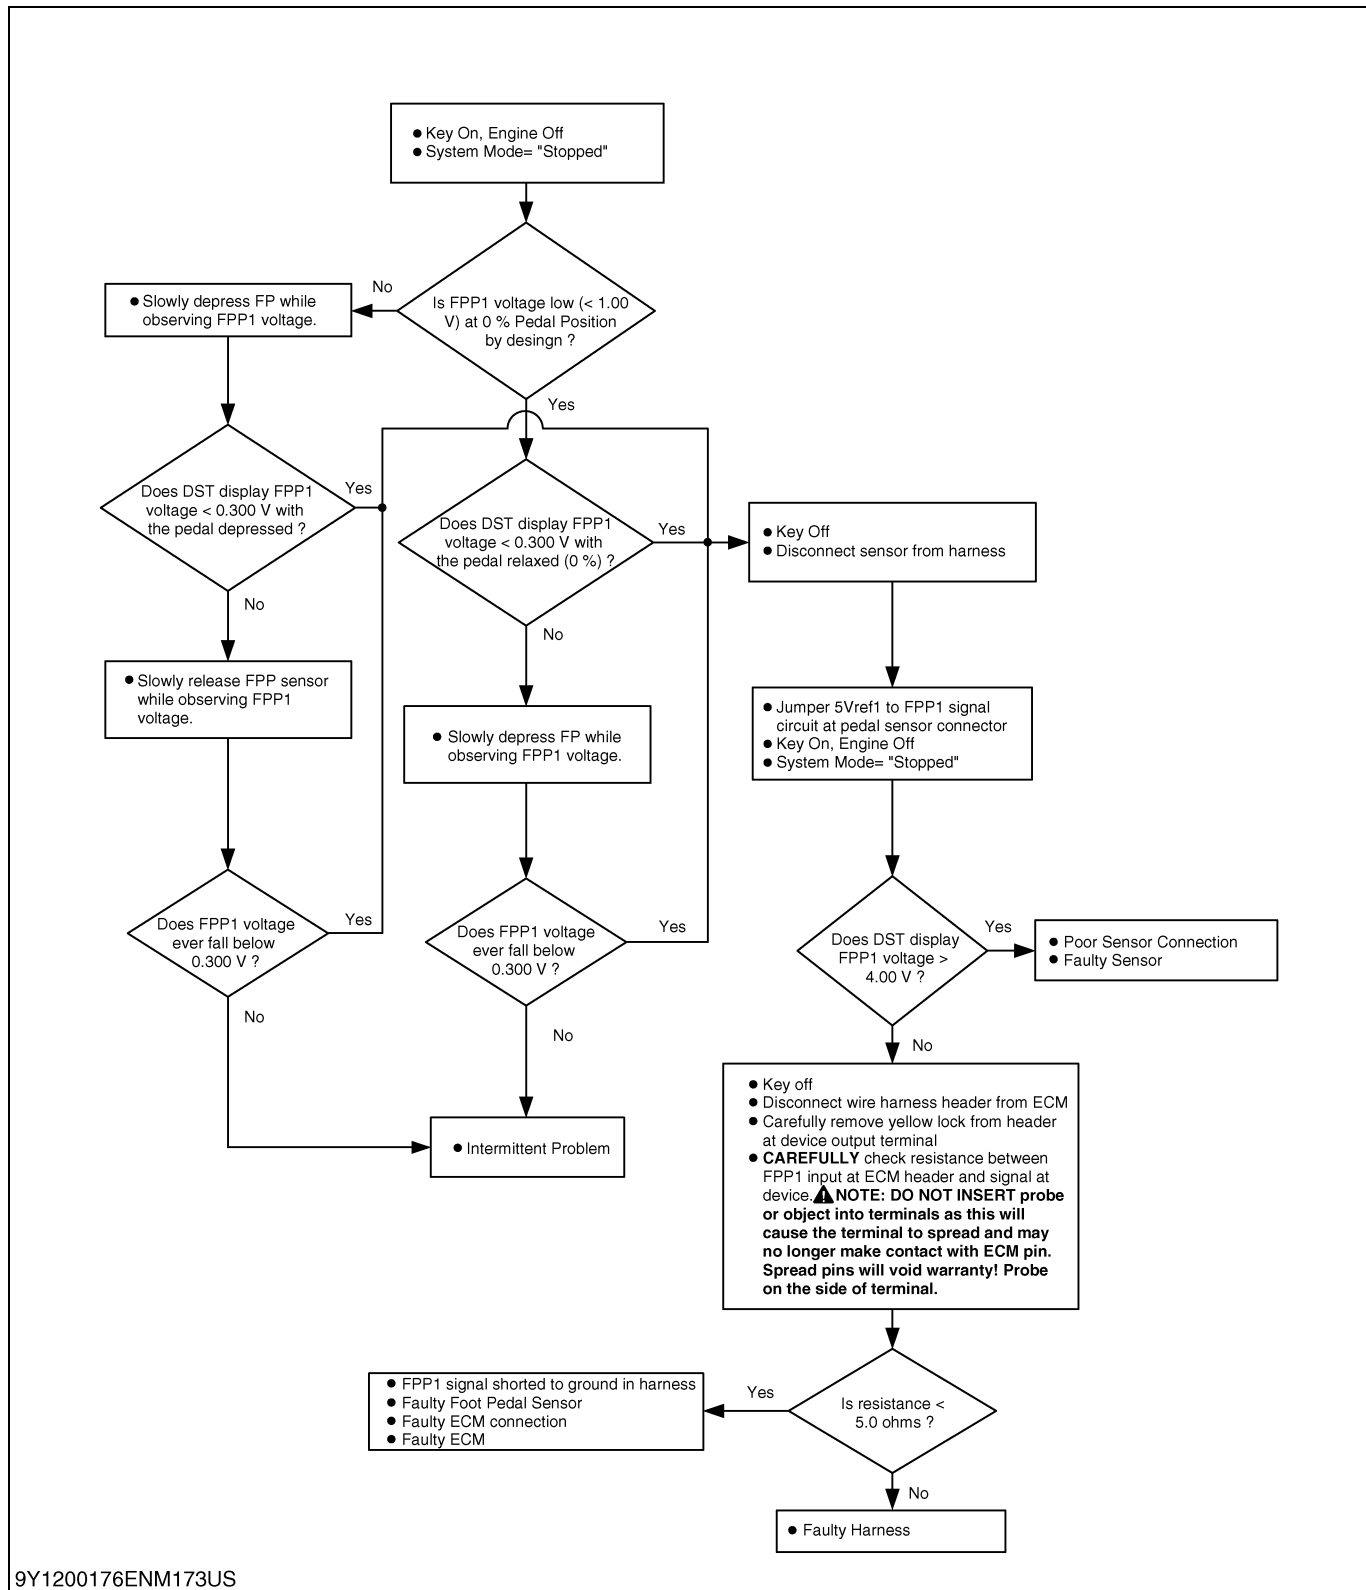 ● Key On, Engine Off
● System Mode= "Stopped"
No
● Slowly depress FP while
observing FPP1 voltage.
Is FPP1 voltage low (< 1.00
V) at 0 % Pedal Position
by desingn ?
Yes
Does DST display FPP1
voltage < 0.300 V with
the pedal depressed ?
Yes
Does DST display FPP1
voltage < 0.300 V with
the pedal relaxed (0 %) ?
Yes
● Key Off
● Disconnect sensor from harness
No
No
● Slowly release FPP sensor
while observing FPP1
voltage.
● Slowly depress FP while
observing FPP1 voltage.
● Jumper 5Vref1 to FPP1 signal
circuit at pedal sensor connector
● Key On, Engine Off
● System Mode= "Stopped"
Does FPP1 voltage
ever fall below
0.300 V ?
Yes
Does FPP1 voltage
ever fall below
0.300 V ?
Yes
Does DST display
FPP1 voltage >
4.00 V ?
Yes
● Poor Sensor Connection
● Faulty Sensor
No
No
No
● Intermittent Problem
● Key off
● Disconnect wire harness header from ECM
● Carefully remove yellow lock from header
at device output terminal
● CAREFULLY check resistance between
FPP1 input at ECM header and signal at
device. NOTE: DO NOT INSERT probe
or object into terminals as this will
cause the terminal to spread and may
no longer make contact with ECM pin.
Spread pins will void warranty! Probe
on the side of terminal.
● FPP1 signal shorted to ground in harness
● Faulty Foot Pedal Sensor
● Faulty ECM connection
● Faulty ECM
Yes
Is resistance <
5.0 ohms ?
No
● Faulty Harness
9Y1200176ENM173US